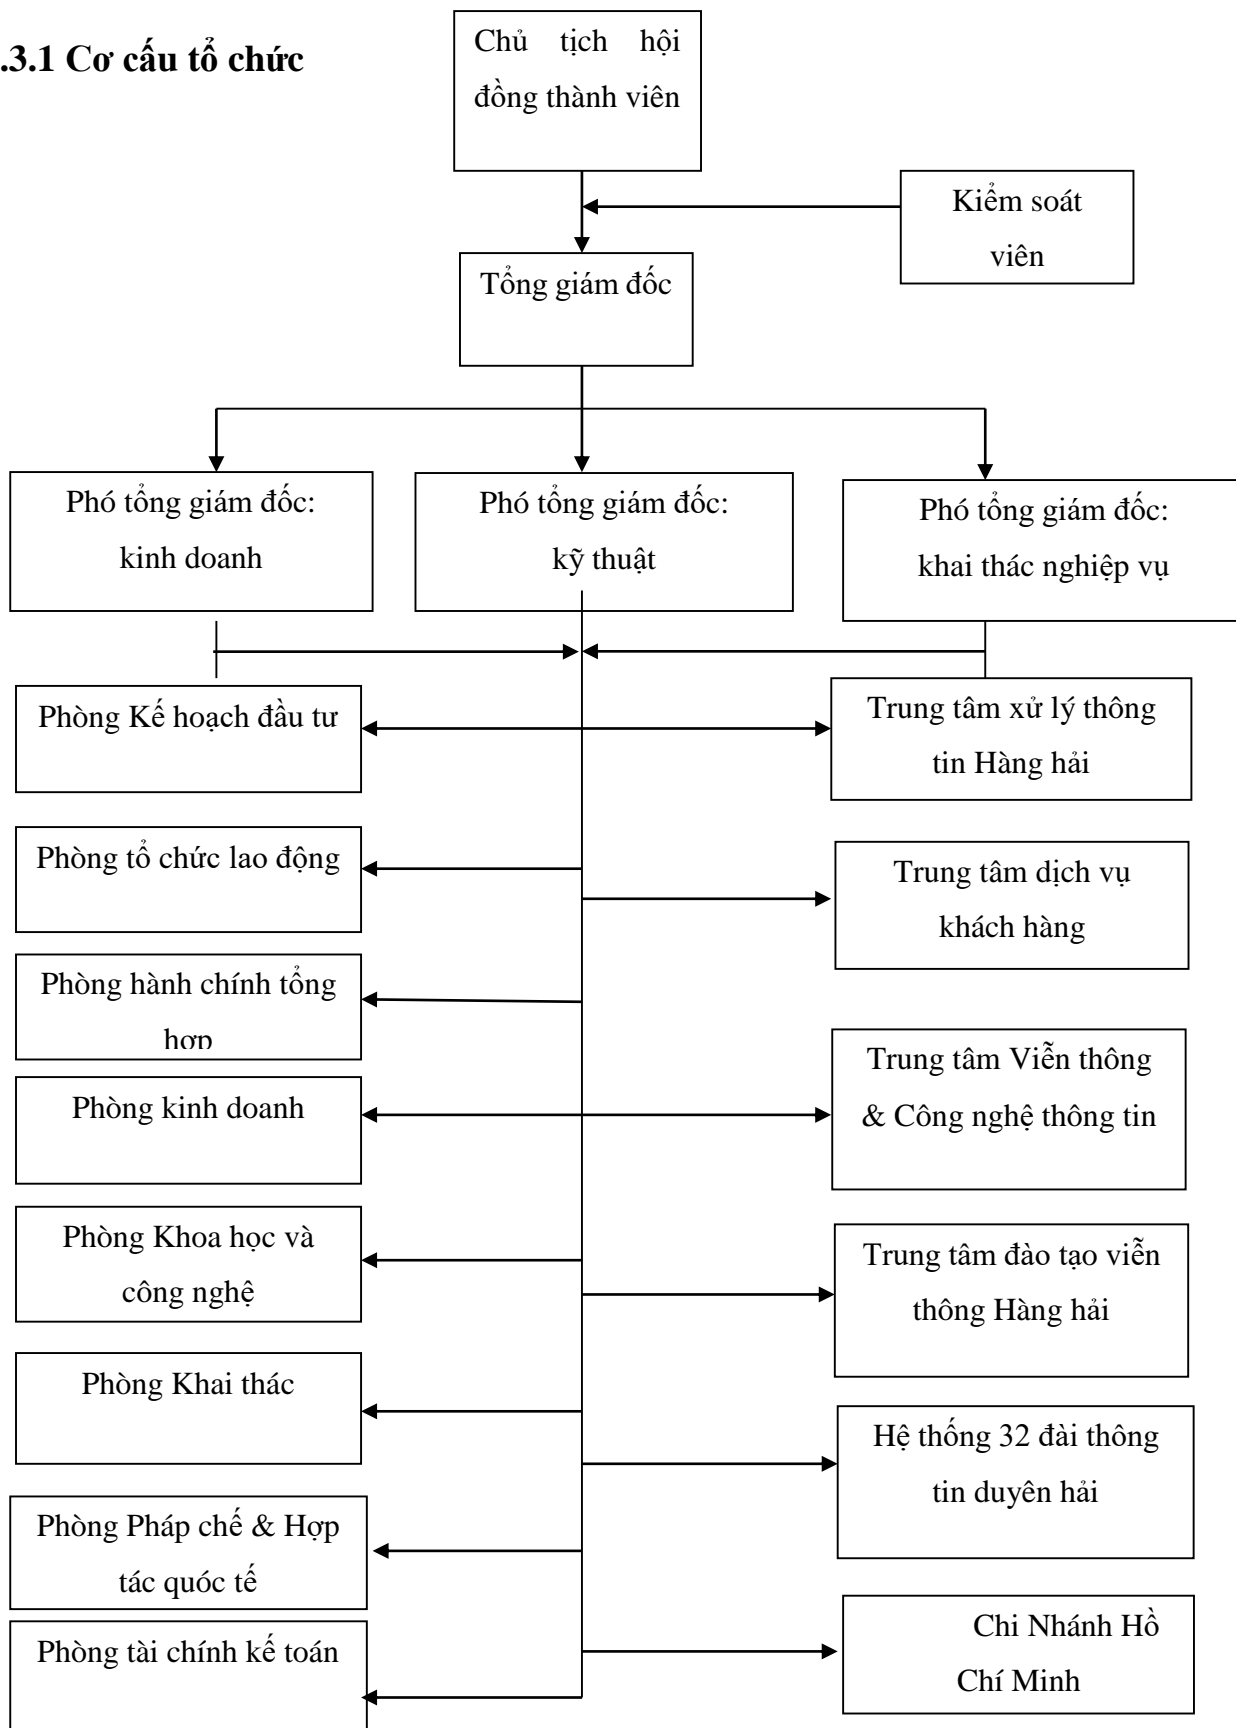 .3.1 Cơ cấu tổ chức
Chủ tịch hội
đồng thành viên
Kiểm soát
viên
Tổng giám đốc
Phó tổng giám đốc:
kinh doanh
Phó tổng giám đốc:
kỹ thuật
Phó tổng giám đốc:
khai thác nghiệp vụ
Phòng Kế hoạch đầu tư
Trung tâm xử lý thông
tin Hàng hải
Phòng tổ chức lao động
Trung tâm dịch vụ
khách hàng
Phòng hành chính tổng
hợp
Trung tâm Viễn thông
& Công nghệ thông tin
Phòng kinh doanh
Phòng Khoa học và
công nghệ
Trung tâm đào tạo viễn
thông Hàng hải
Phòng Khai thác
Hệ thống 32 đài thông
tin duyên hải
Phòng Pháp chế & Hợp
tác quóc tế
Chi Nhánh Hồ
Chí Minh
Phòng tài chính kế toán